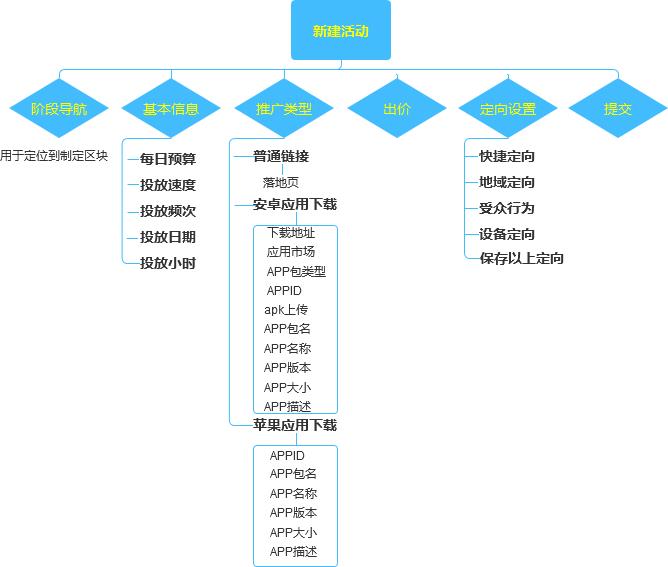 新建活动
阶段导航
基本信息
推广类型
出价
定向设置
提交
用于定位到制定区块
每日预算
投放速度
投放频次
投放日期
投放小时
普通链接
落地页
安卓应用下载
下载地址
应用市场
APP包类型
APPID
apk上传
APP包名
APP名称
APP版本
APP大小
APP描述
苹果应用下载
APPID
APP包名
APP名称
APP版本
APP大小
APP描述
快捷定向
地域定向
受众行为
设备定向
保存以上定向